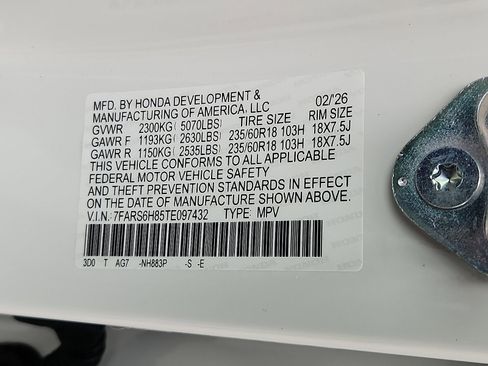 MFD. BY HONDA DEVELOPMENT &
MANUFACTURING OF AMERICA, LLC 02/'26
GVWR 2300KG( 5070LBS) TIRE SIZE RIM SIZE
GAWR F 1193KG( 2630LBS) 235/60R18 103H 18X7.5J
GAWR R 1150KG( 2535LBS) 235/60R18 103H 18X7.5J
THIS VEHICLE CONFORMS TO ALL APPLICABLE
FEDERAL MOTOR VEHICLE SAFETY
AND THEFT PREVENTION STANDARDS IN EFFECT
ON THE DATE OF MANUFACTURE SHOWN ABOVE.
V.I.N.: 7FARS6H85TE097432 TYPE: MPV
3D0 T AG7 -NH883P -S -E